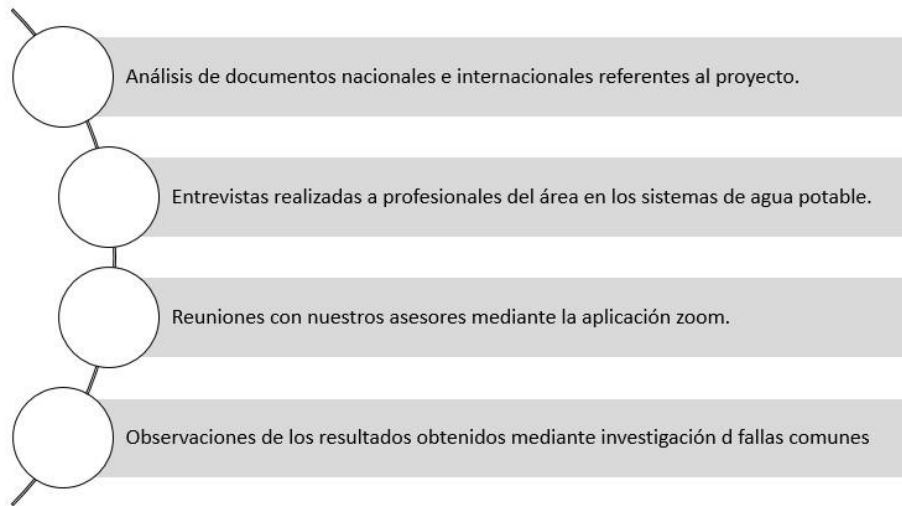 Análisis de documentos nacionales e internacionales referentes al proyecto.
Entrevistas realizadas a profesionales del área en los sistemas de agua potable.
Reuniones con nuestros asesores mediante la aplicación zoom.
Observaciones de los resultados obtenidos mediante investigación d fallas comunes